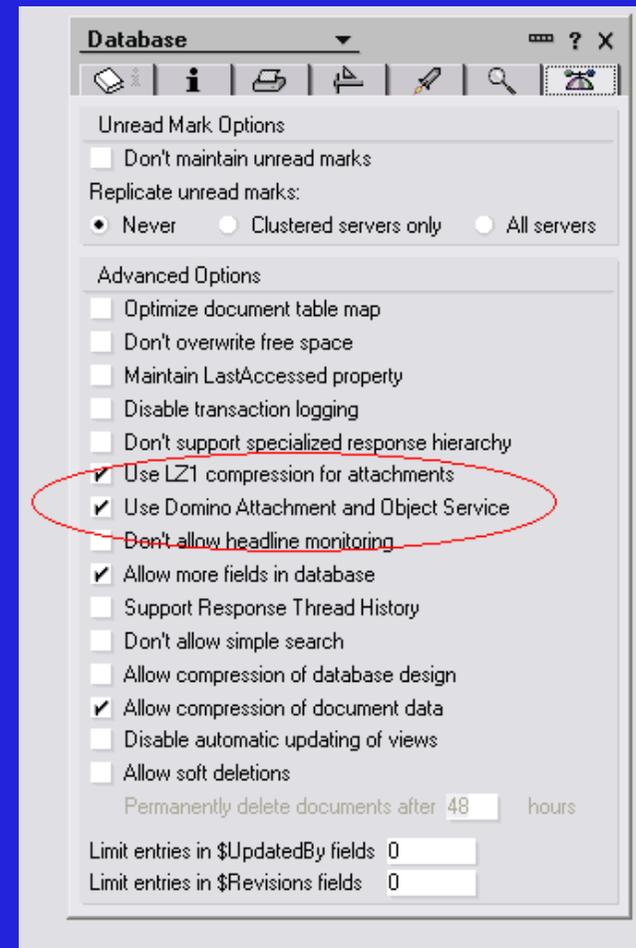 Database
? X
i
Unread Mark Options
Don't maintain unread marks
Replicate unread marks:
Never Clustered servers only All servers
Advanced Options
Optimize document table map
Don't overwrite free space
Maintain LastAccessed property
Disable transaction logging
Don't support specialized response hierarchy
Use LZ1 compression for attachments
Use Domino Attachment and Object Service
Don't allow headline monitoring
Allow more fields in database
Support Response Thread History
Don't allow simple search
Allow compression of database design
Allow compression of document data
Disable automatic updating of views
Allow soft deletions
Permanently delete documents after 48 hours
Limit entries in $UpdatedBy fields 0
Limit entries in $Revisions fields 0